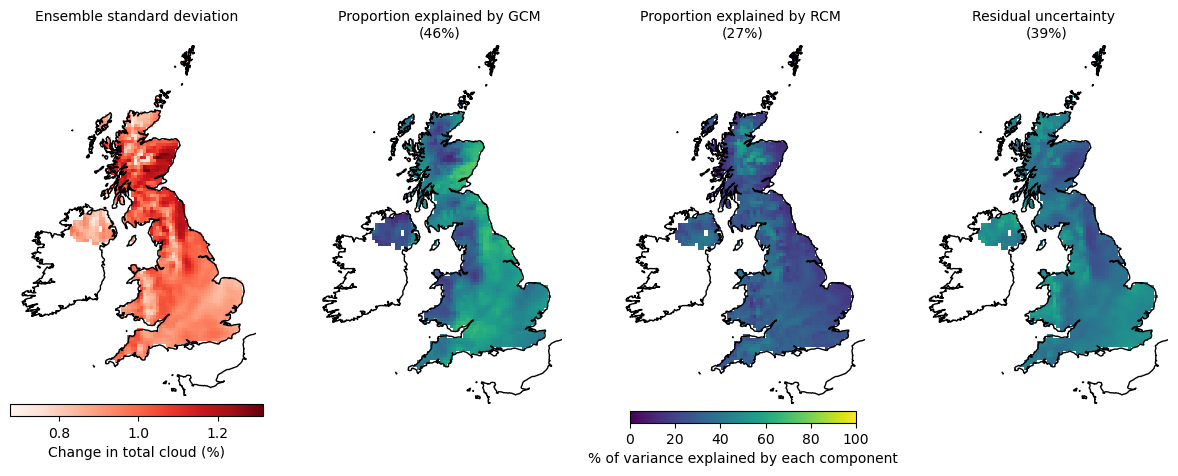 Ensemble standard deviation
Proportion explained by GCM
(46%)
Proportion explained by RCM
(27%)
Residual uncertainty
(39%)
0.8 1.0 1.2
Change in total cloud (%)
0 20 40 60 80 100
% of variance explained by each component